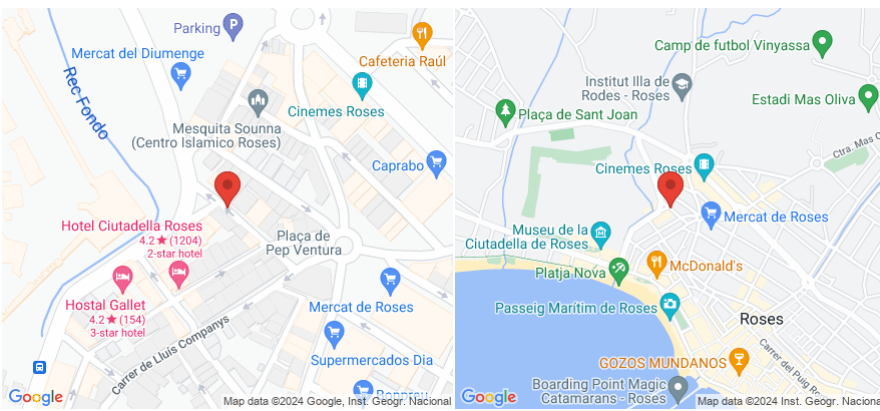 Parking
P
Mercat del Diumenge
Cafeteria Raúl
Rec Fondo
Cinemes Roses
Mesquita Sounna
(Centro Islamico Roses)
Caprabo
Hotel Ciutadella Roses
4.2★(1204)
2-star hotel
Plaça de
Pep Ventura
Hostal Gallet
4.2★(154)
3-star hotel
Mercat de Roses
Carrer de Lluís Companys
Supermercados Dia
Bonpreu
Google
Map data ©2024 Google, Inst. Geogr. Nacional
Camp de futbol Vinyassa
Institut Illa de
Rodes - Roses
Estadi Mas Oliva
Plaça de Sant Joan
Ctra. Mas
Cinemes Roses
Mercat de Roses
Museu de la
Ciutadella de Roses
McDonald's
Platja Nova
Passeig Marítim de Roses
Roses
GOZOS MUNDANOS
Carrer del Puig Ro
Boarding Point Magic
Catamarans - Roses
Google
Map data ©2024 Google, Inst. Geogr. Naciona